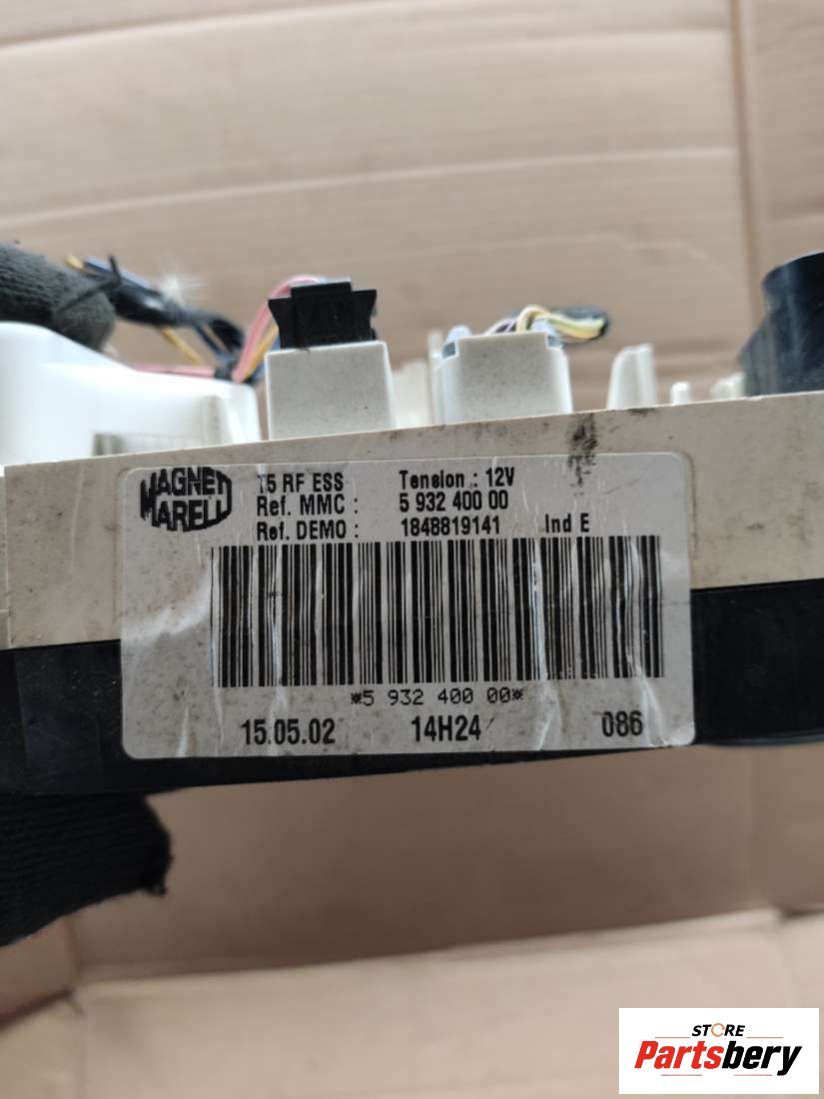 MAGNETI MARELLI
T5 RF ESS Tension : 12V
Ref. MMC : 5 932 400 00
Ref. DEMO : 1848819141 Ind E
*5 932 400 00*
15.05.02 14H24 086
STORE
Partsbery